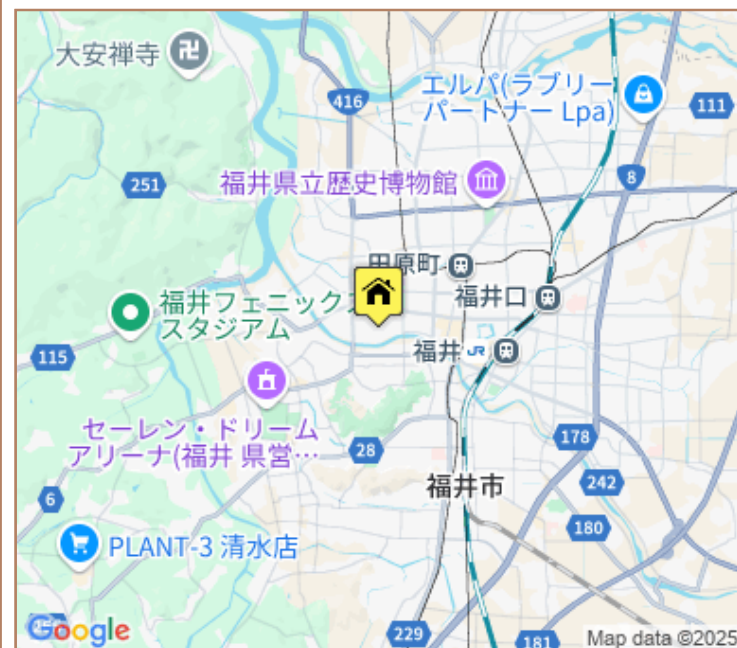 大安禅寺
416
エルパ(ラブリー
パートナー Lpa)
111
251
福井県立歴史博物館
8
田原町
福井口
福井フェニックス
スタジアム
115
福井 JR
セーレン・ドリーム
アリーナ(福井 県営…
28
178
242
6
福井市
180
PLANT-3 清水店
Google
229
181
Map data ©2025